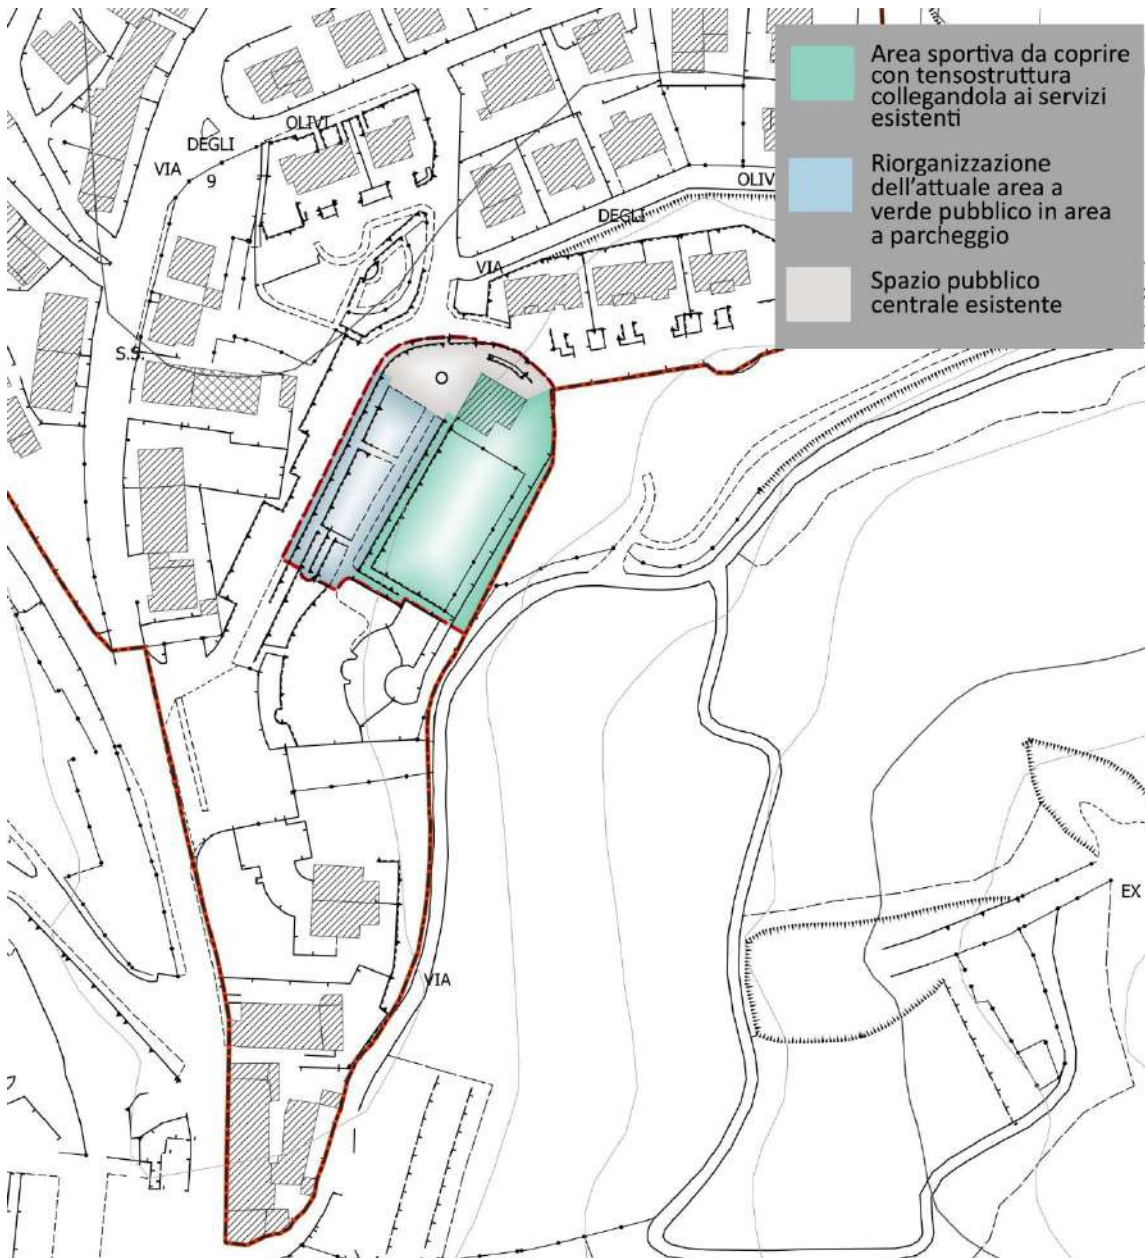 Area sportiva da coprire
con tensostruttura
collegandola ai servizi
esistenti
Riorganizzazione
dell'attuale area a
verde pubblico in area
a parcheggio
Spazio pubblico
centrale esistente
OLIVI
DEGLI
VIA
9
OLIV
DEGLI
VIA
S.S.
VIA
EX